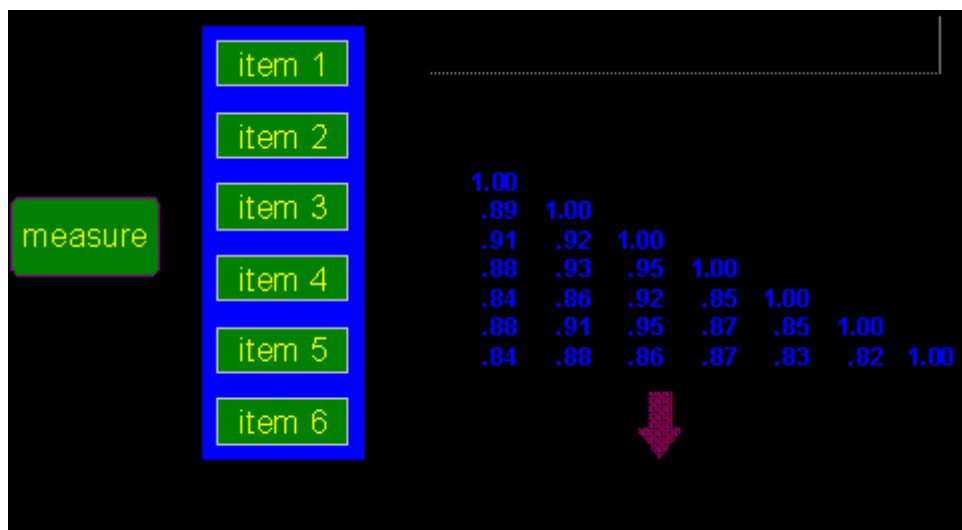 measure
item 1
item 2
item 3
item 4
item 5
item 6
1.00
.89 1.00
.91 .92 1.00
.88 .93 .95 1.00
.84 .86 .92 .85 1.00
.88 .91 .95 .87 .85 1.00
.84 .88 .86 .87 .83 .82 1.00